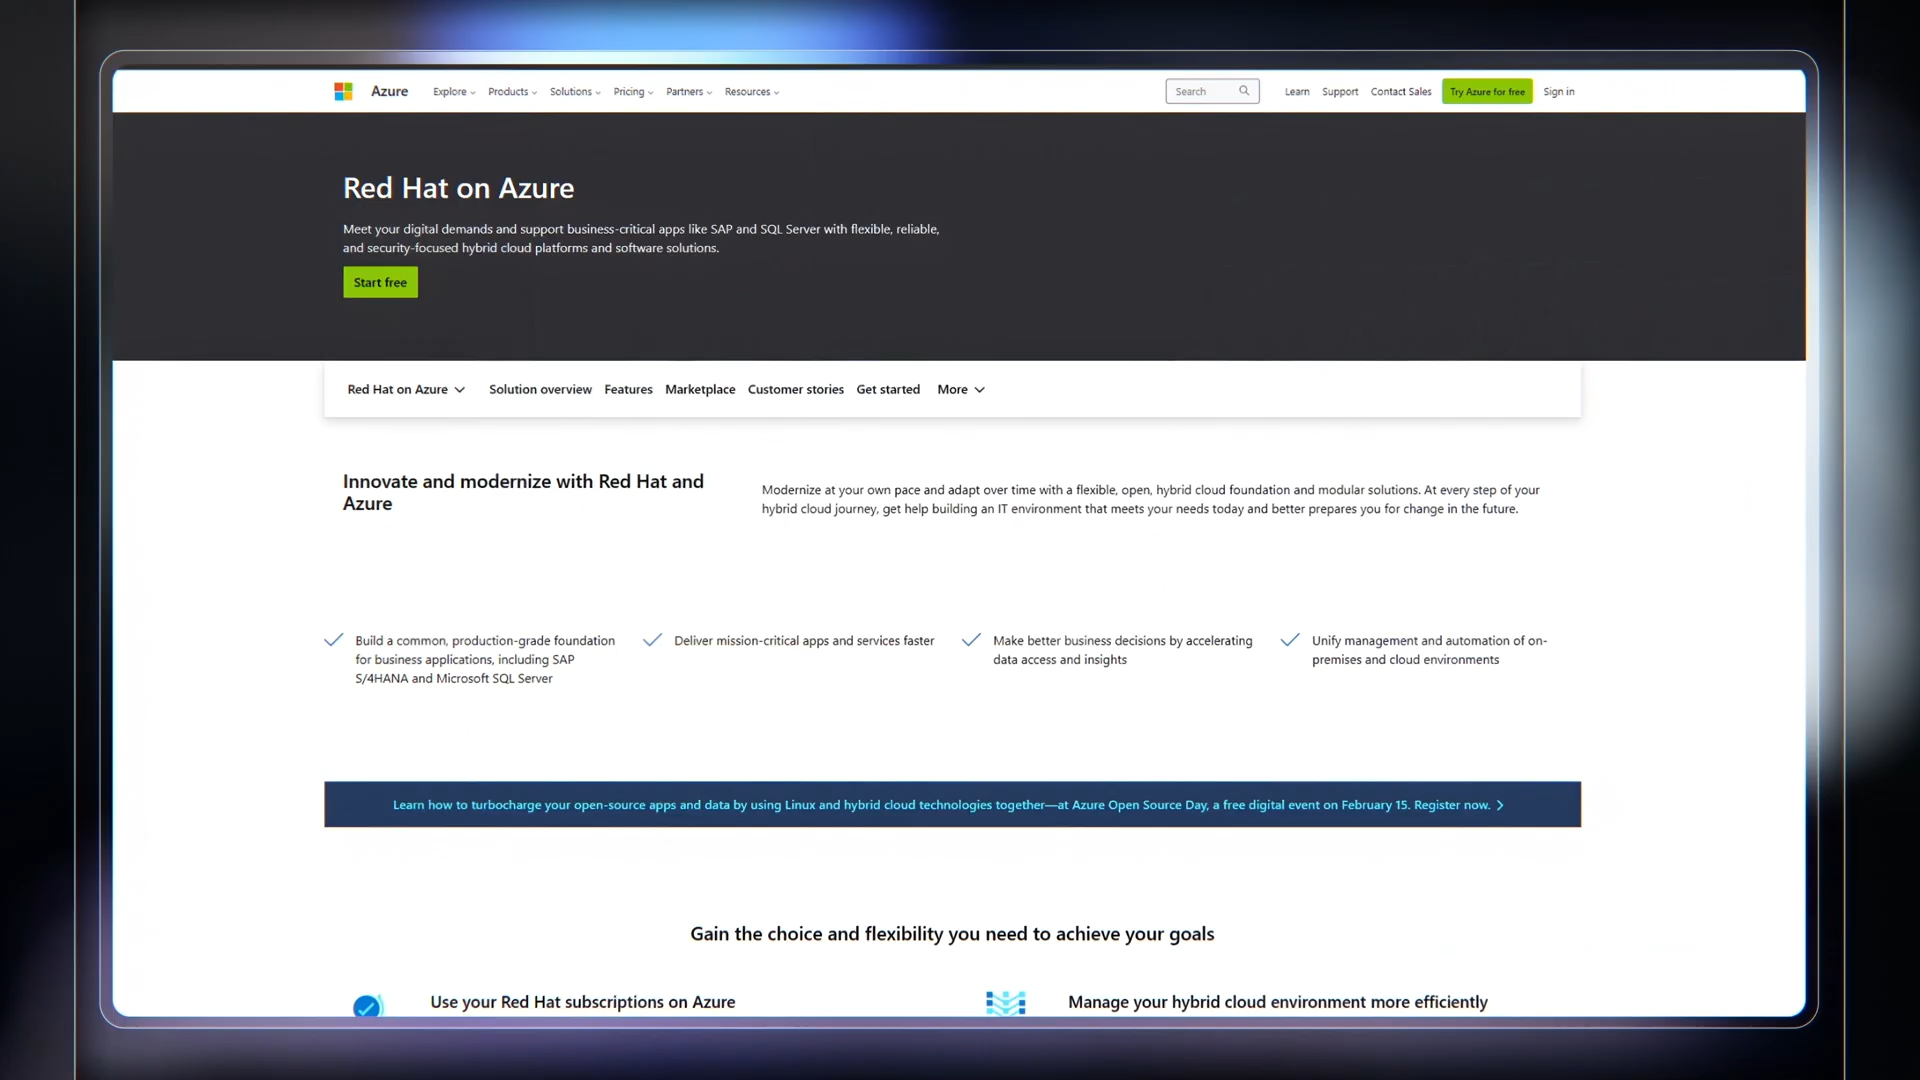 Azure Explore Products Solutions Pricing Partners Resources Search Learn Support Contact Sales Try Azure for free Sign in
Red Hat on Azure
Meet your digital demands and support business-critical apps like SAP and SQL Server with flexible, reliable,
and security-focused hybrid cloud platforms and software solutions.
Start free
Red Hat on Azure Solution overview Features Marketplace Customer stories Get started More
Innovate and modernize with Red Hat and
Azure
Modernize at your own pace and adapt over time with a flexible, open, hybrid cloud foundation and modular solutions. At every step of your
hybrid cloud journey, get help building an IT environment that meets your needs today and better prepares you for change in the future.
Build a common, production-grade foundation
for business applications, including SAP
S/4HANA and Microsoft SQL Server
Deliver mission-critical apps and services faster
Make better business decisions by accelerating
data access and insights
Unify management and automation of on-
premises and cloud environments
Learn how to turbocharge your open-source apps and data by using Linux and hybrid cloud technologies together—at Azure Open Source Day, a free digital event on February 15. Register now.
Gain the choice and flexibility you need to achieve your goals
Use your Red Hat subscriptions on Azure
Manage your hybrid cloud environment more efficiently